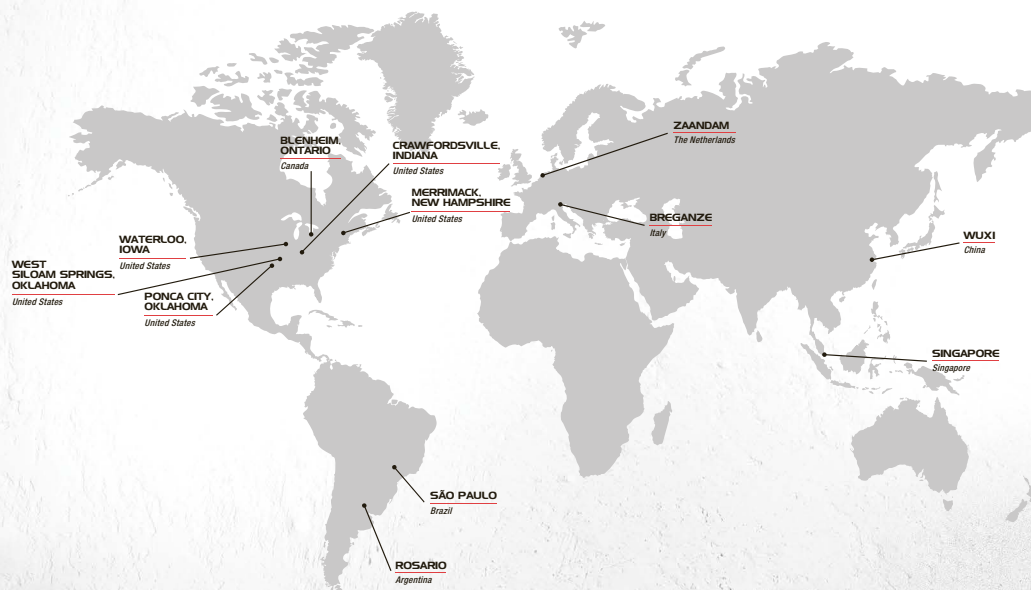 BLENHEIM,
ONTARIO
Canada
CRAWFORDSVILLE,
INDIANA
United States
MERRIMACK,
NEW HAMPSHIRE
United States
ZAANDAM
The Netherlands
BREGANZE
Italy
WUXI
China
WATERLOO,
IOWA
United States
WEST
SILOAM SPRINGS,
OKLAHOMA
United States
PONCA CITY,
OKLAHOMA
United States
SINGAPORE
Singapore
SÃO PAULO
Brazil
ROSARIO
Argentina